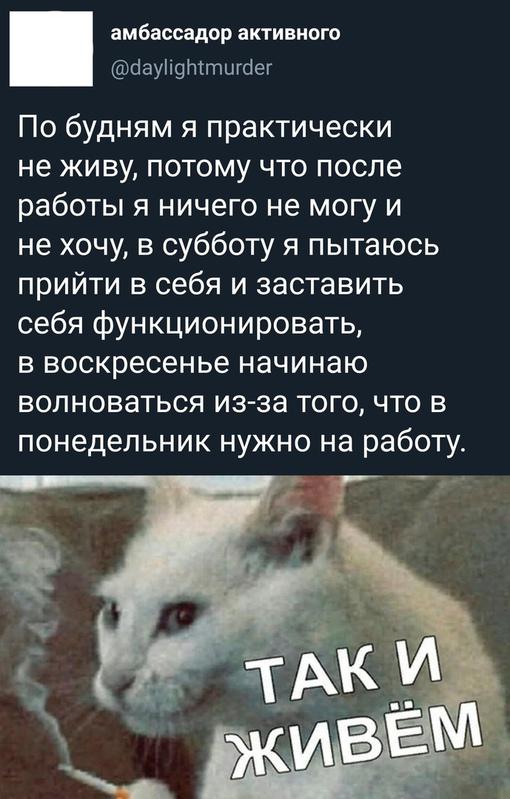 амбассадор активного
@dayIightmurder
По будням я практически
не живу, потому что после
работы я ничего не могу и
не хочу, в субботу я пытаюсь
прийти в себя и заставить
себя функционировать,
в воскресенье начинаю
волноваться из-за того, что в
понедельник нужно на работу.
ТАК И
ЖИВЁМ